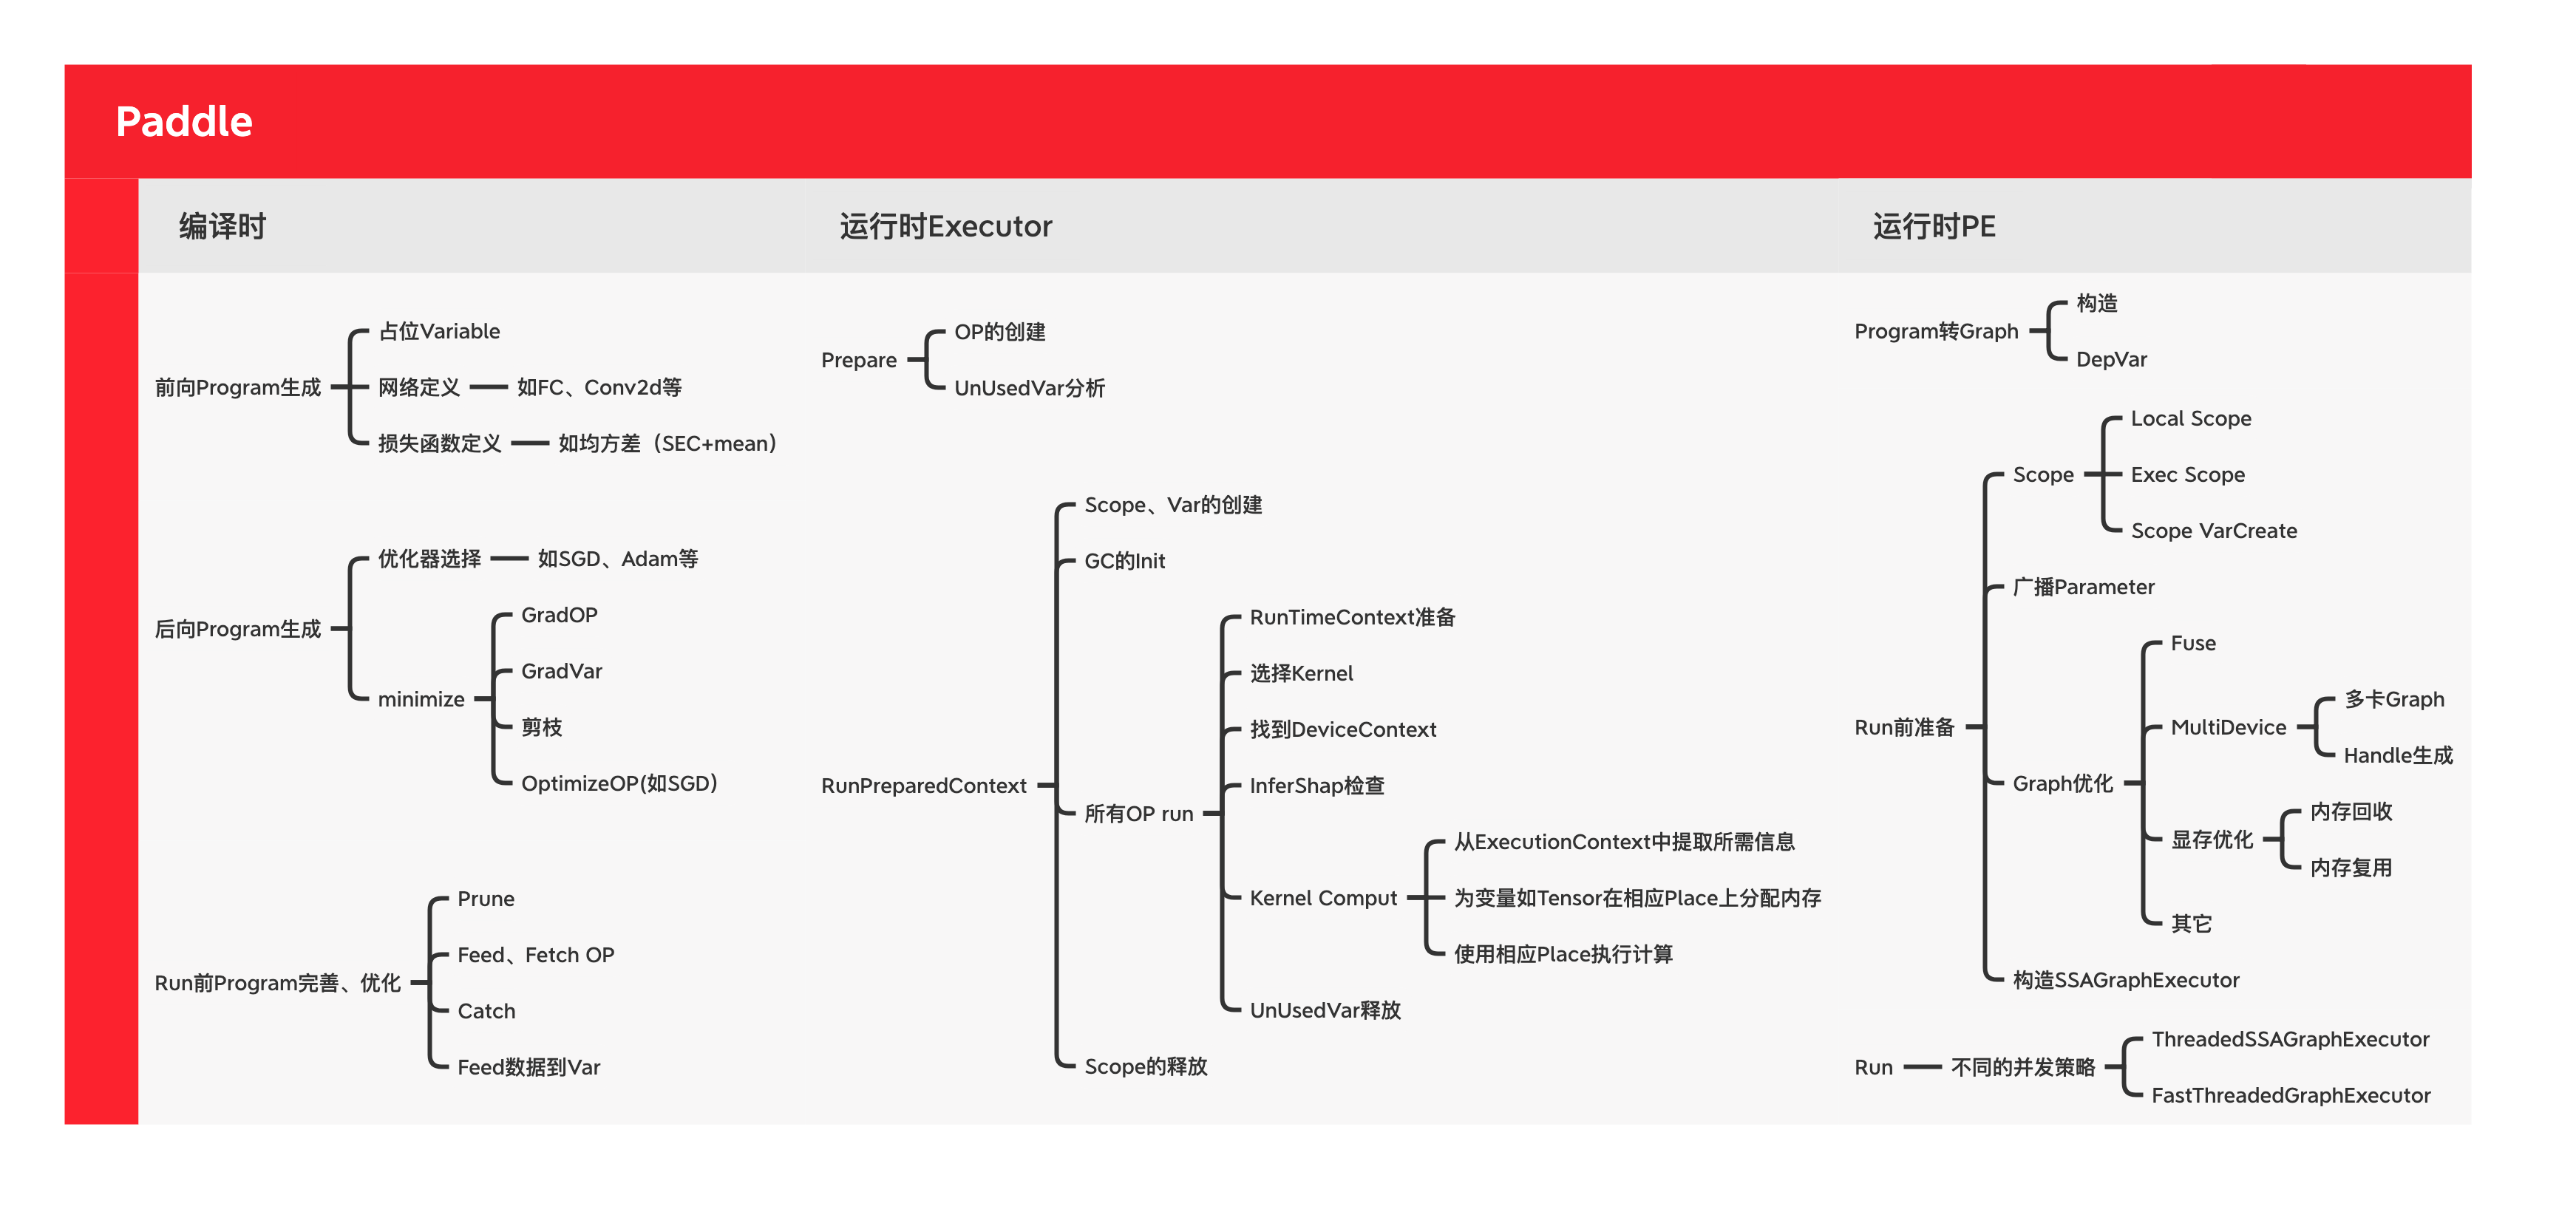 Paddle
编译时
运行时Executor
运行时PE
前向Program生成
占位Variable
网络定义
如FC、Conv2d等
损失函数定义
如均方差（SEC+mean）
后向Program生成
优化器选择
如SGD、Adam等
minimize
GradOP
GradVar
剪枝
OptimizeOP(如SGD）
Run前Program完善、优化
Prune
Feed、Fetch OP
Catch
Feed数据到Var
Prepare
OP的创建
UnUsedVar分析
RunPreparedContext
Scope、Var的创建
GC的Init
所有OP run
RunTimeContext准备
选择Kernel
找到DeviceContext
InferShap检查
Kernel Comput
从ExecutionContext中提取所需信息
为变量如Tensor在相应Place上分配内存
使用相应Place执行计算
UnUsedVar释放
Scope的释放
Program转Graph
构造
DepVar
Run前准备
Scope
Local Scope
Exec Scope
Scope VarCreate
广播Parameter
Graph优化
Fuse
MultiDevice
多卡Graph
Handle生成
显存优化
内存回收
内存复用
其它
构造SSAGraphExecutor
Run
不同的并发策略
ThreadedSSAGraphExecutor
FastThreadedGraphExecutor